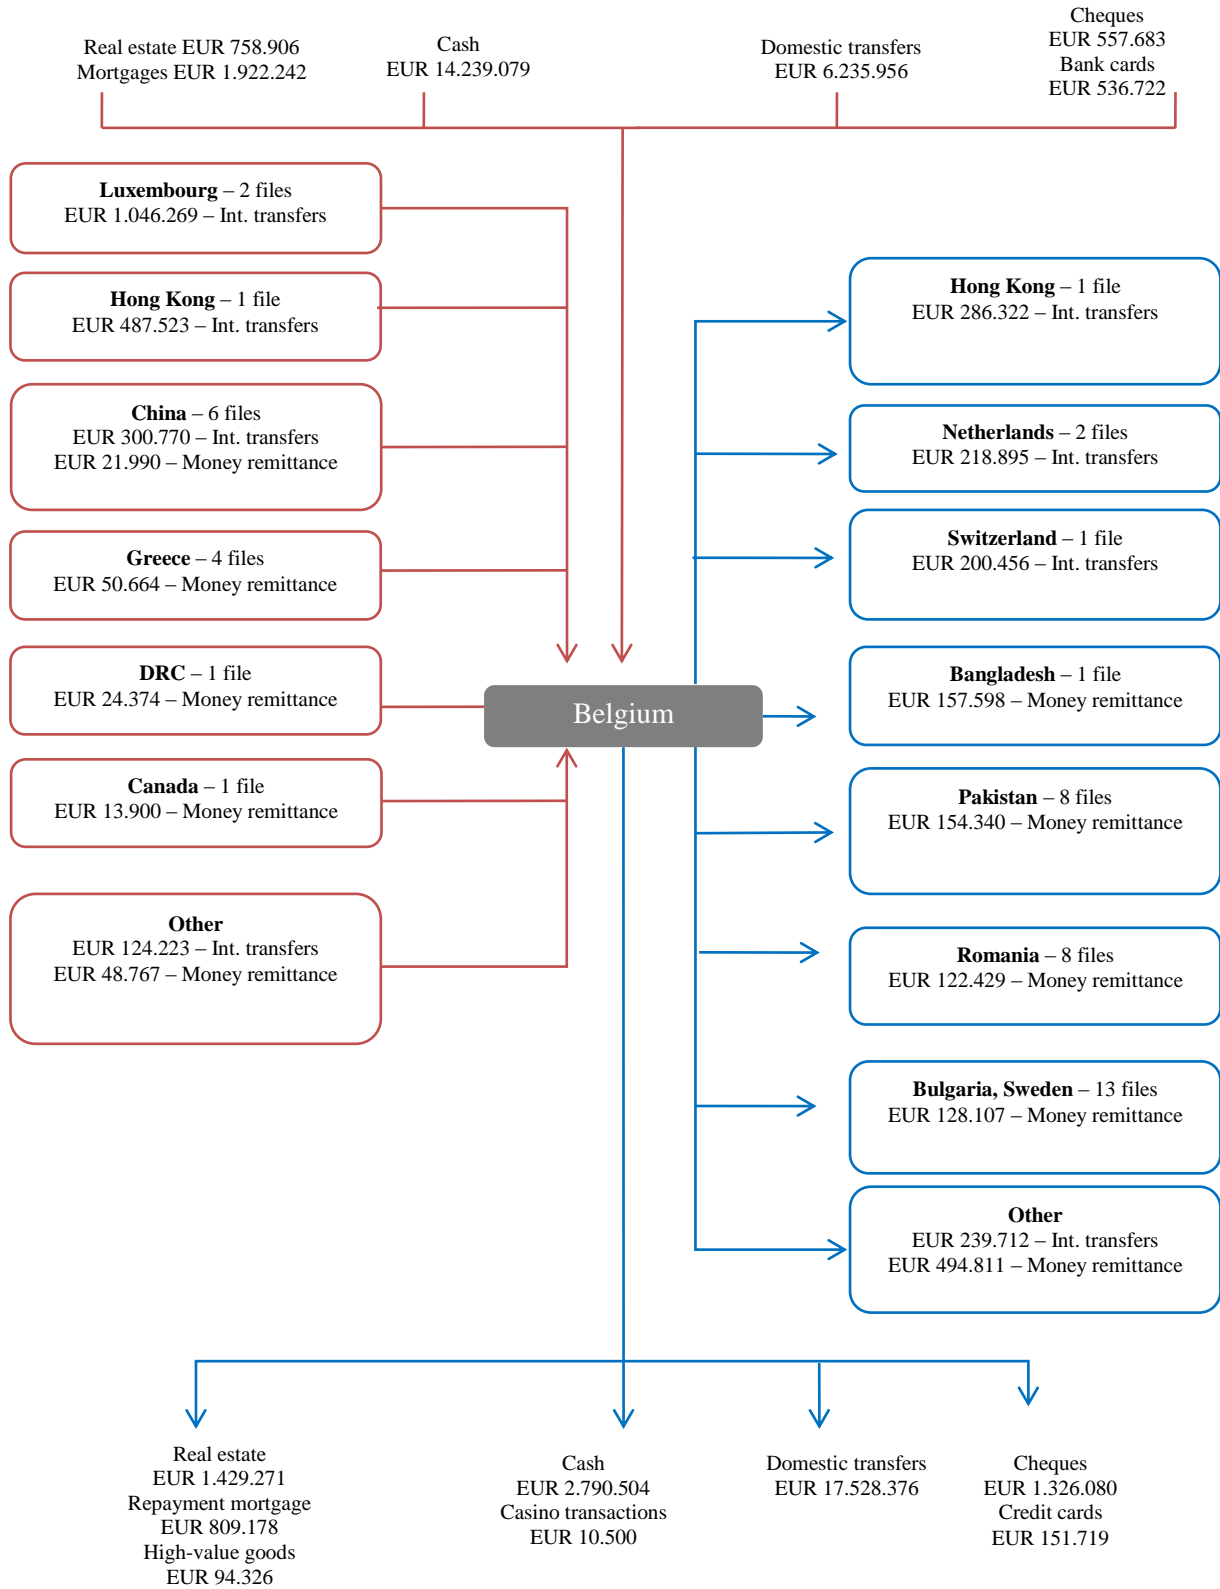 Real estate EUR 758.906
Mortgages EUR 1.922.242
Cash
EUR 14.239.079
Domestic transfers
EUR 6.235.956
Cheques
EUR 557.683
Bank cards
EUR 536.722
Luxembourg – 2 files
EUR 1.046.269 – Int. transfers
Hong Kong – 1 file
EUR 487.523 – Int. transfers
China – 6 files
EUR 300.770 – Int. transfers
EUR 21.990 – Money remittance
Greece – 4 files
EUR 50.664 – Money remittance
DRC – 1 file
EUR 24.374 – Money remittance
Canada – 1 file
EUR 13.900 – Money remittance
Other
EUR 124.223 – Int. transfers
EUR 48.767 – Money remittance
Belgium
Hong Kong – 1 file
EUR 286.322 – Int. transfers
Netherlands – 2 files
EUR 218.895 – Int. transfers
Switzerland – 1 file
EUR 200.456 – Int. transfers
Bangladesh – 1 file
EUR 157.598 – Money remittance
Pakistan – 8 files
EUR 154.340 – Money remittance
Romania – 8 files
EUR 122.429 – Money remittance
Bulgaria, Sweden – 13 files
EUR 128.107 – Money remittance
Other
EUR 239.712 – Int. transfers
EUR 494.811 – Money remittance
Real estate
EUR 1.429.271
Repayment mortgage
EUR 809.178
High-value goods
EUR 94.326
Cash
EUR 2.790.504
Casino transactions
EUR 10.500
Domestic transfers
EUR 17.528.376
Cheques
EUR 1.326.080
Credit cards
EUR 151.719